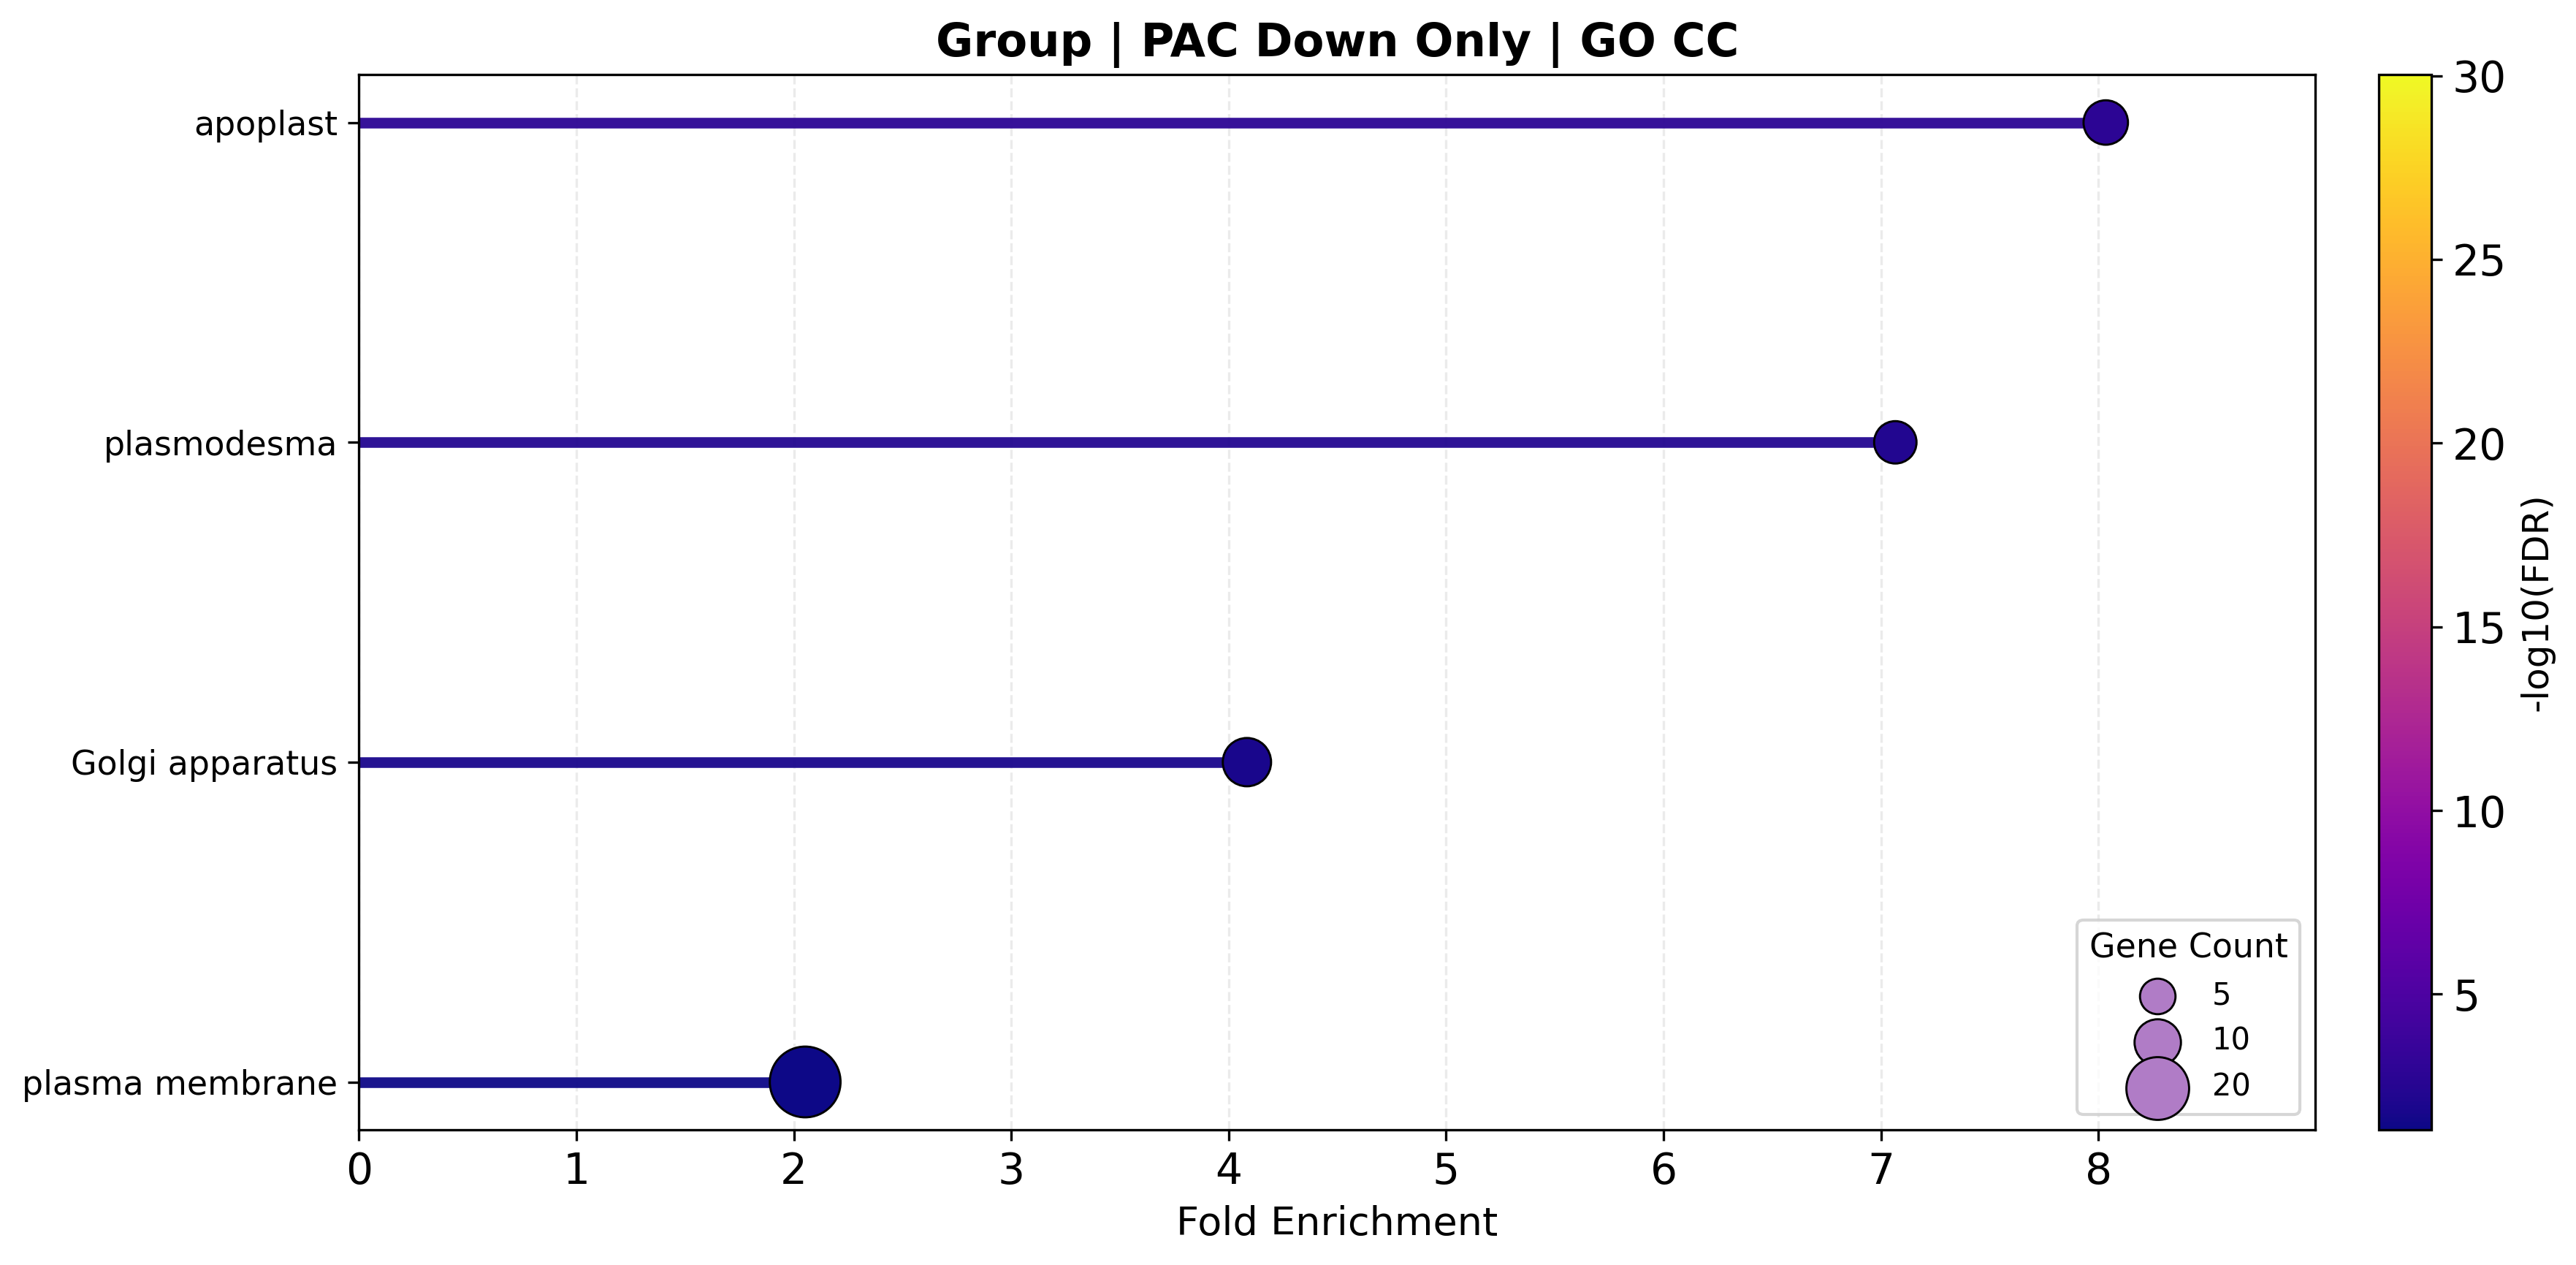 Group | PAC Down Only | GO CC
apoplast
plasmodesma
Golgi apparatus
plasma membrane
0 1 2 3 4 5 6 7 8
Fold Enrichment
Gene Count
5
10
20
30
25
20
15
10
5
-log10(FDR)